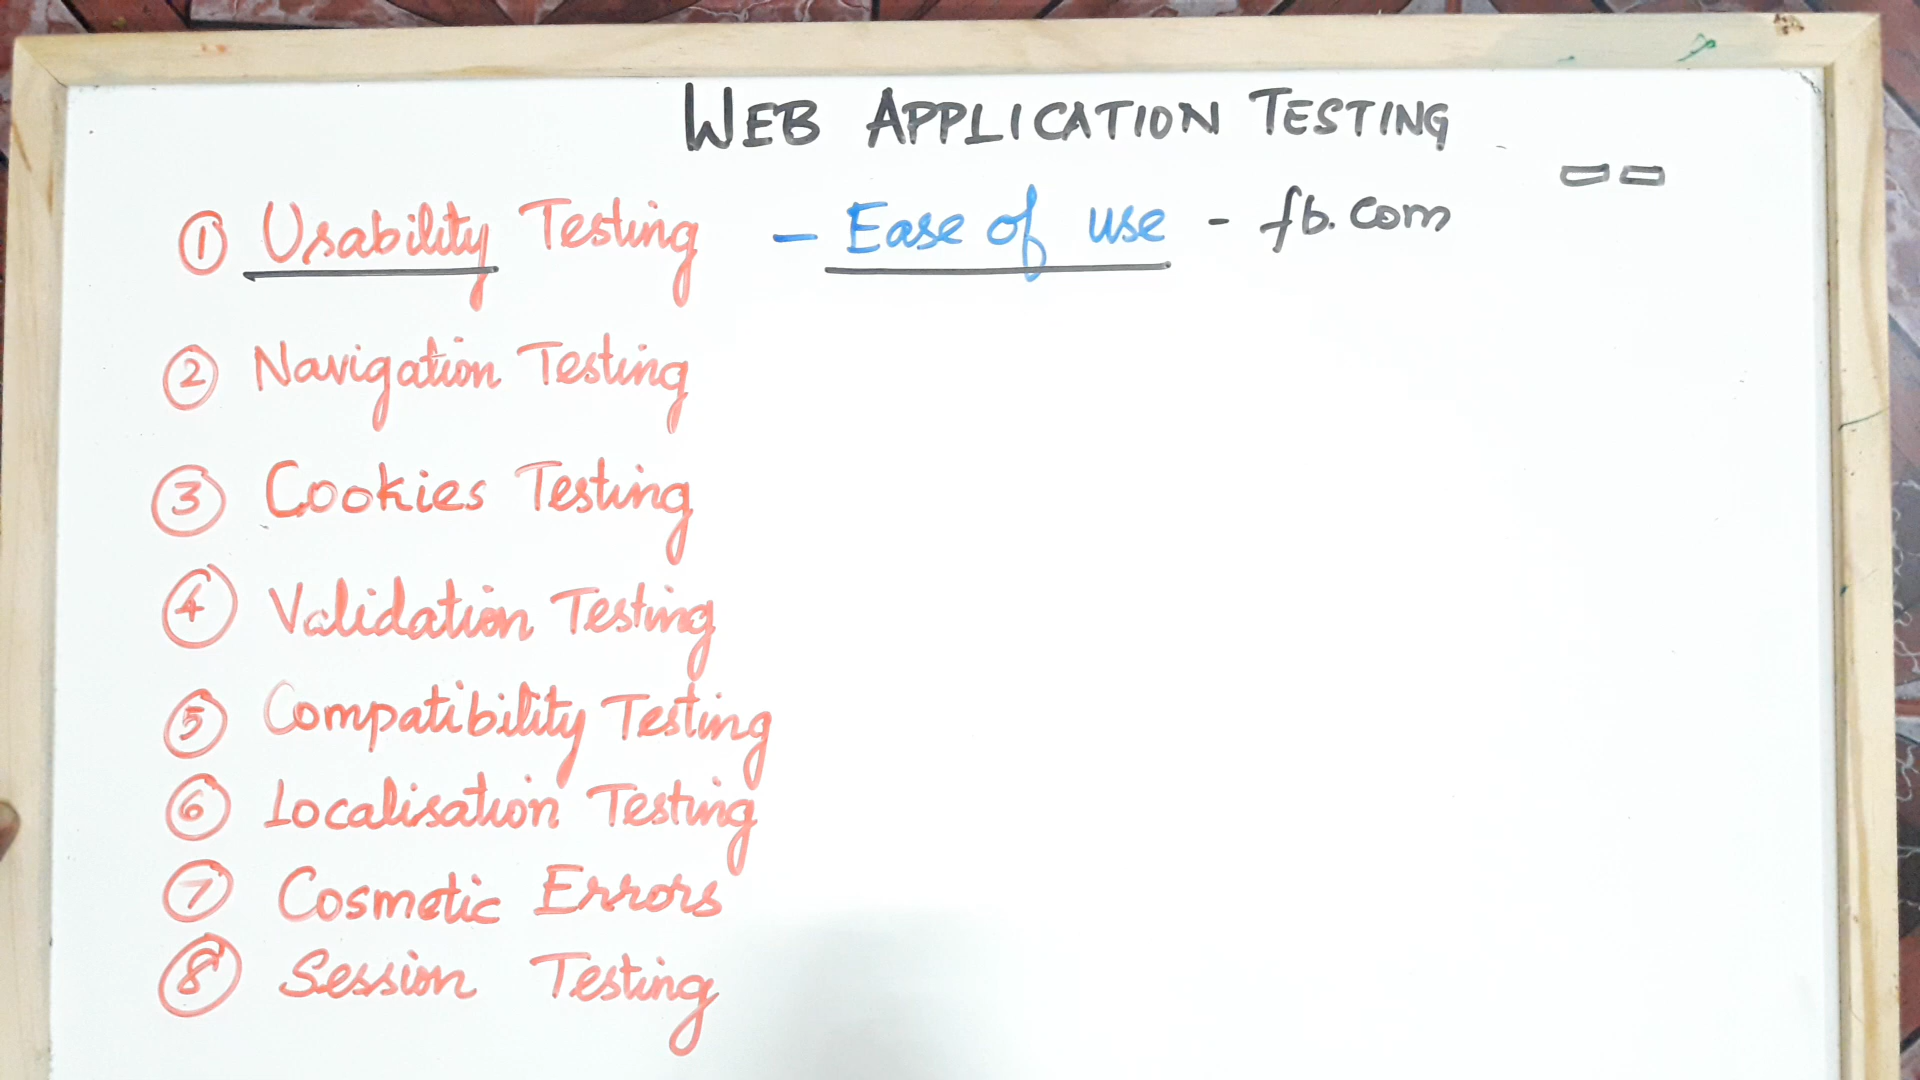 WEB APPLICATION TESTING
① Usability Testing – Ease of use - fb.com
② Navigation Testing
③ Cookies Testing
④ Validation Testing
⑤ Compatibility Testing
⑥ Localisation Testing
⑦ Cosmetic Errors
⑧ Session Testing